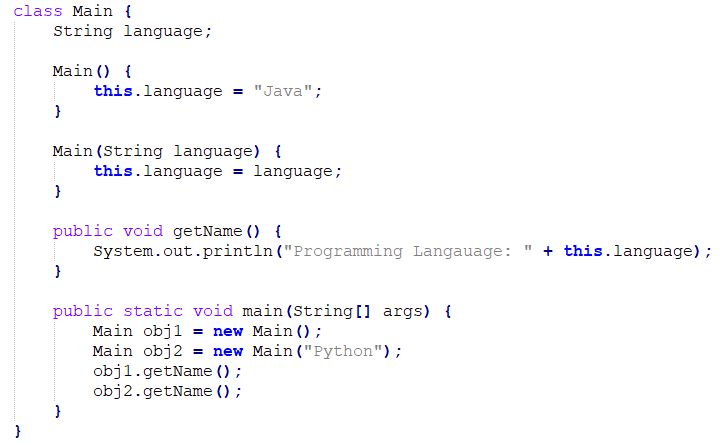 class Main {
    String language;

    Main() {
        this.language = "Java";
    }

    Main(String language) {
        this.language = language;
    }

    public void getName() {
        System.out.println("Programming Langauage: " + this.language);
    }

    public static void main(String[] args) {
        Main obj1 = new Main();
        Main obj2 = new Main("Python");
        obj1.getName();
        obj2.getName();
    }
}